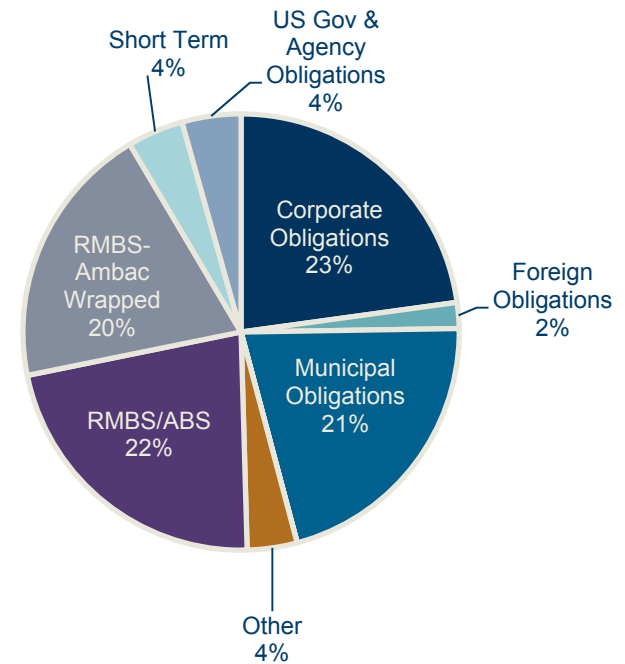 US Gov &
Agency
Obligations
4%
Short Term
4%
Corporate
Obligations
23%
Foreign
Obligations
2%
Municipal
Obligations
21%
Other
4%
RMBS/ABS
22%
RMBS-
Ambac
Wrapped
20%